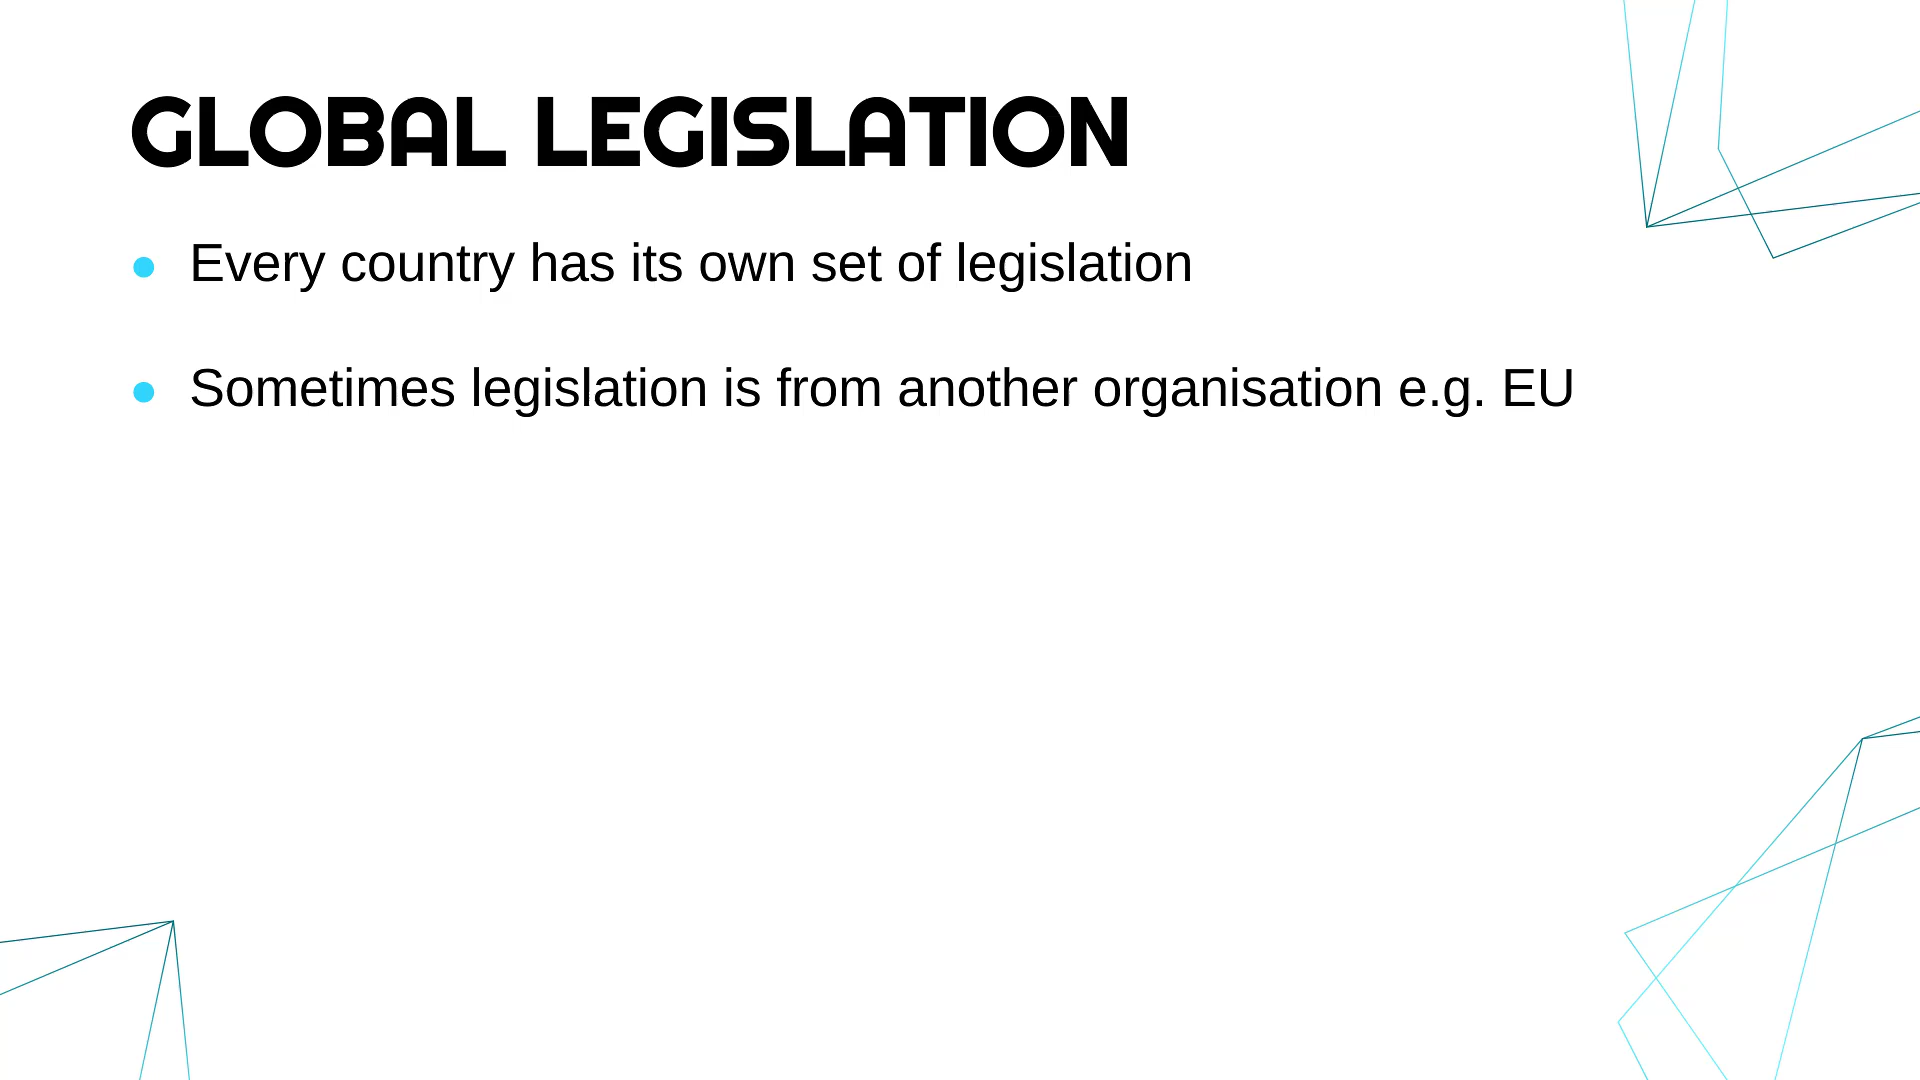 GLOBAL LEGISLATION
Every country has its own set of legislation
Sometimes legislation is from another organisation e.g. EU